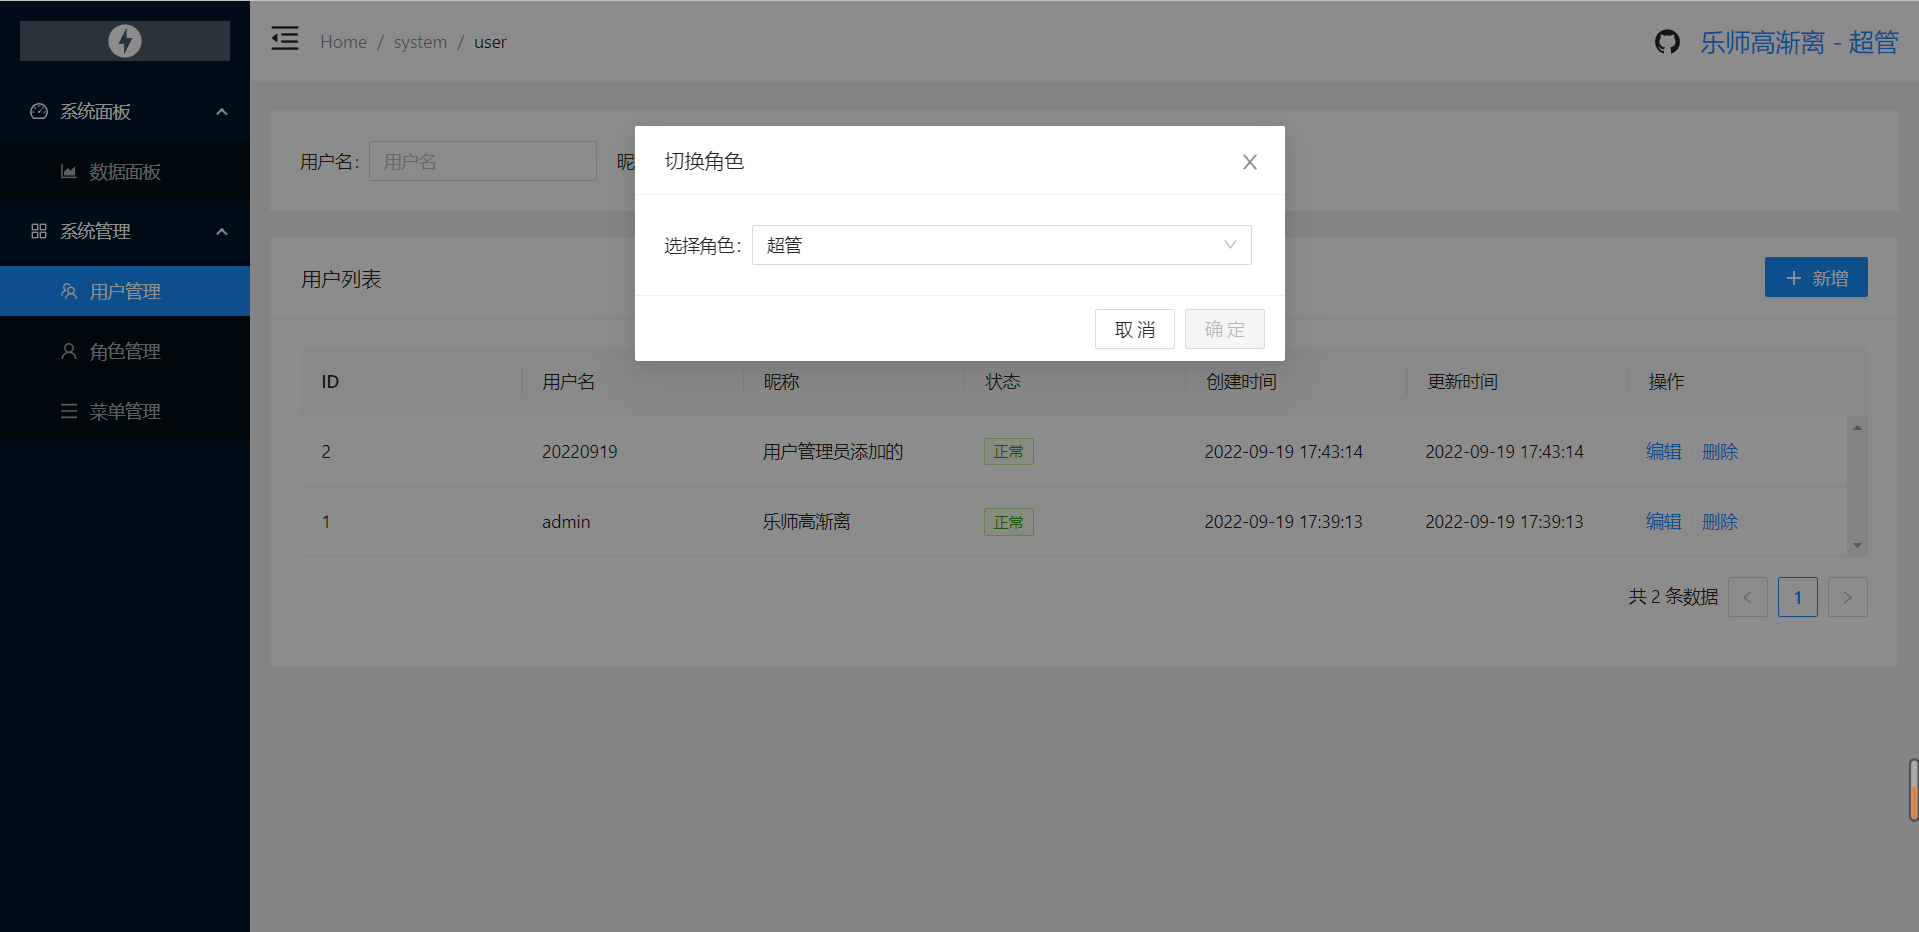 Home / system / user
乐师高渐离 - 超管
系统面板
数据面板
系统管理
用户管理
角色管理
菜单管理
用户名:
用户名
昵
切换角色
选择角色:
超管
取 消
确 定
用户列表
新增
ID 用户名 昵称 状态 创建时间 更新时间 操作
2 20220919 用户管理员添加的 正常 2022-09-19 17:43:14 2022-09-19 17:43:14 编辑 删除
1 admin 乐师高渐离 正常 2022-09-19 17:39:13 2022-09-19 17:39:13 编辑 删除
共 2 条数据 < 1 >